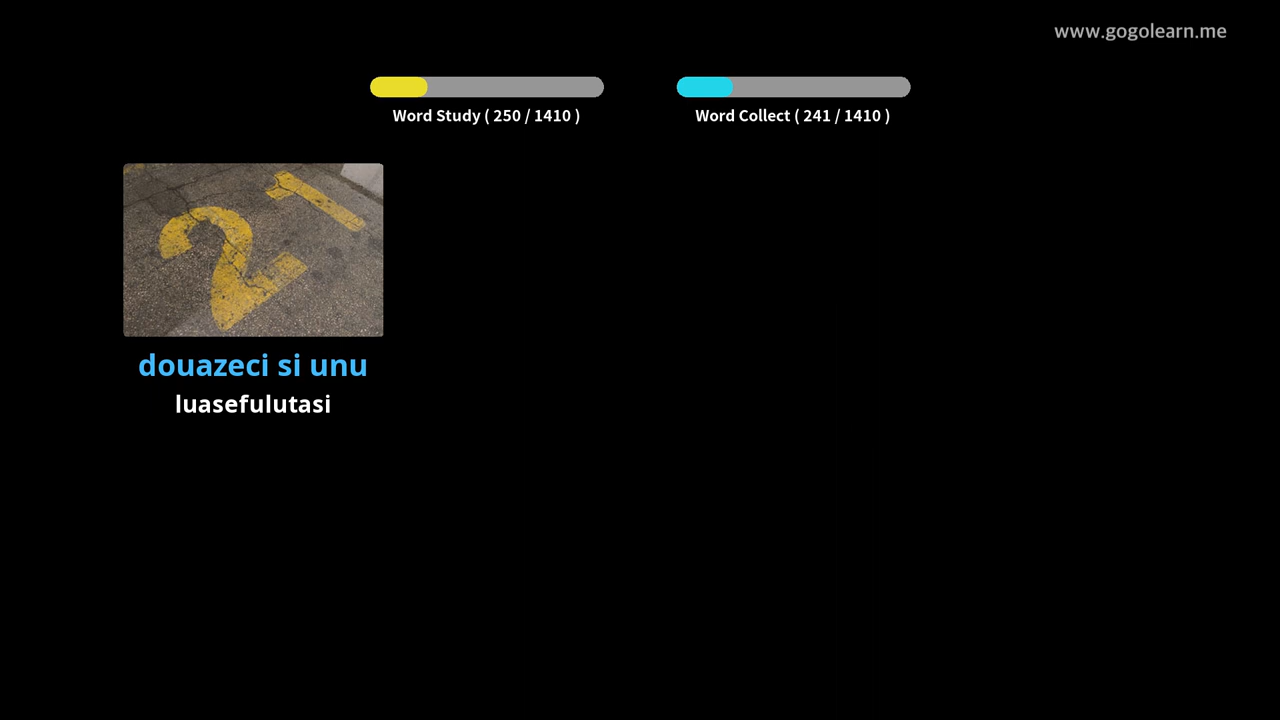 www.gogolearn.me
Word Study ( 250 / 1410 )
Word Collect ( 241 / 1410 )
21
douazeci si unu
luasefulutasi